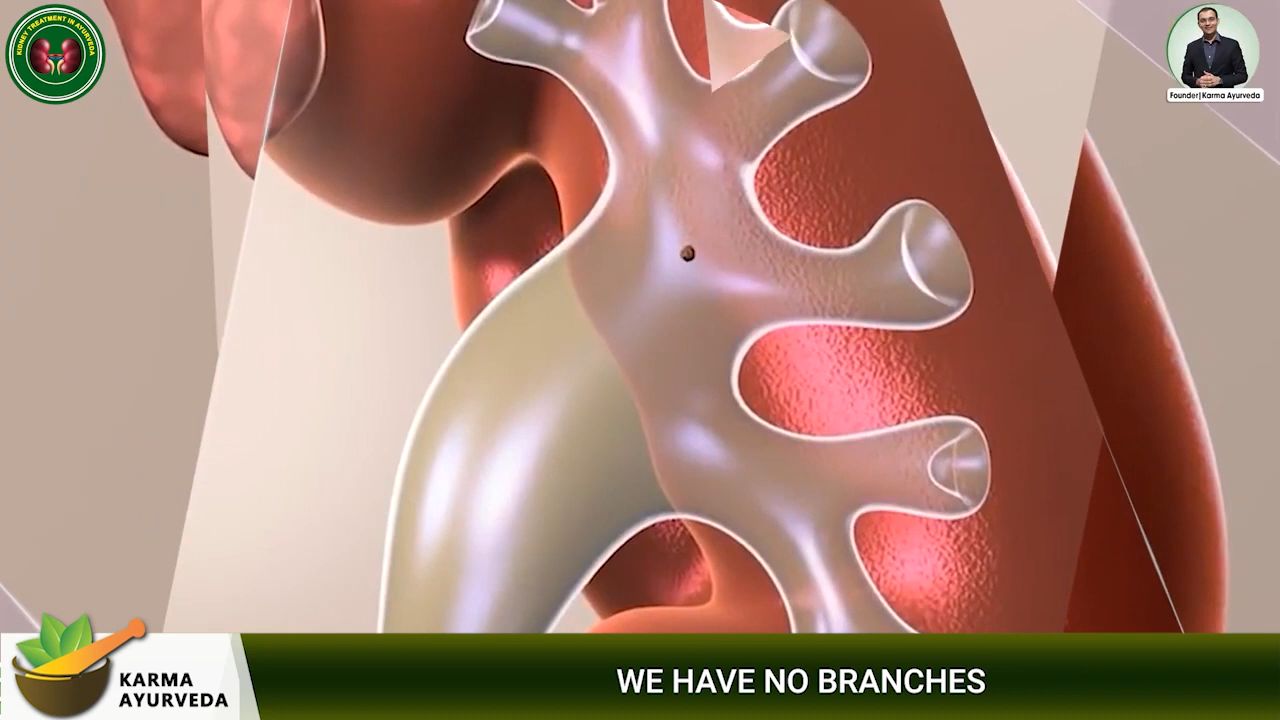 KIDNEY TREATMENT IN AYURVEDA
Founder|Karma Ayurveda
KARMA
AYURVEDA
WE HAVE NO BRANCHES